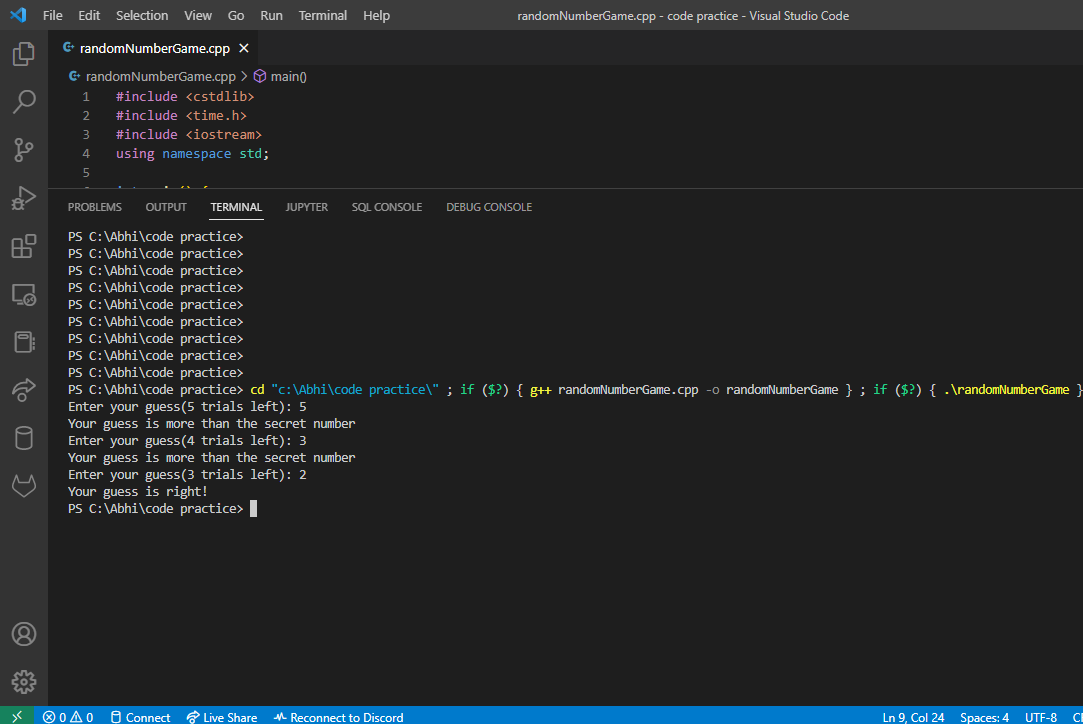 File Edit Selection View Go Run Terminal Help randomNumberGame.cpp - code practice - Visual Studio Code
randomNumberGame.cpp
randomNumberGame.cpp > main()
1 #include <cstdlib>
2 #include <time.h>
3 #include <iostream>
4 using namespace std;
5
PROBLEMS OUTPUT TERMINAL JUPYTER SQL CONSOLE DEBUG CONSOLE
PS C:\Abhi\code practice>
PS C:\Abhi\code practice>
PS C:\Abhi\code practice>
PS C:\Abhi\code practice>
PS C:\Abhi\code practice>
PS C:\Abhi\code practice>
PS C:\Abhi\code practice>
PS C:\Abhi\code practice>
PS C:\Abhi\code practice>
PS C:\Abhi\code practice> cd "c:\Abhi\code practice\" ; if ($?) { g++ randomNumberGame.cpp -o randomNumberGame } ; if ($?) { .\randomNumberGame }
Enter your guess(5 trials left): 5
Your guess is more than the secret number
Enter your guess(4 trials left): 3
Your guess is more than the secret number
Enter your guess(3 trials left): 2
Your guess is right!
PS C:\Abhi\code practice>
0 0 Connect Live Share Reconnect to Discord Ln 9, Col 24 Spaces: 4 UTF-8